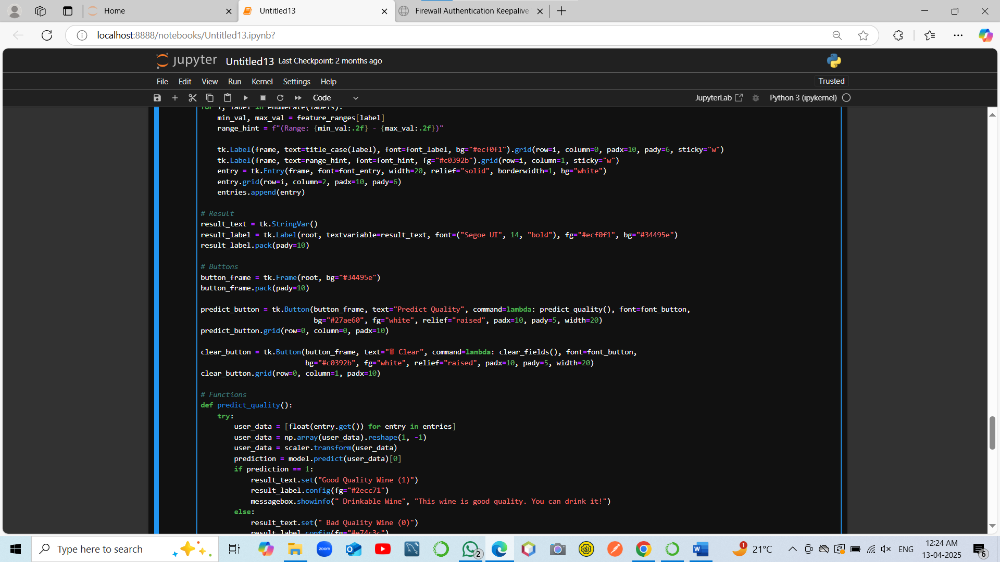 Home
Untitled13
Firewall Authentication Keepalive
localhost:8888/notebooks/Untitled13.ipynb?
jupyter Untitled13 Last Checkpoint: 2 months ago
File Edit View Run Kernel Settings Help
Trusted
Code
JupyterLab
Python 3 (ipykernel)
for i, label in enumerate(labels):
min_val, max_val = feature_ranges[label]
range_hint = f"(Range: {min_val:.2f} - {max_val:.2f})"
tk.Label(frame, text=title_case(label), font=font_label, bg="#ecf0f1").grid(row=i, column=0, padx=10, pady=6, sticky="w")
tk.Label(frame, text=range_hint, font=font_hint, fg="#c0392b").grid(row=i, column=1, sticky="w")
entry = tk.Entry(frame, font=font_entry, width=20, relief="solid", borderwidth=1, bg="white")
entry.grid(row=i, column=2, padx=10, pady=6)
entries.append(entry)
# Result
result_text = tk.StringVar()
result_label = tk.Label(root, textvariable=result_text, font=("Segoe UI", 14, "bold"), fg="#ecf0f1", bg="#34495e")
result_label.pack(pady=10)
# Buttons
button_frame = tk.Frame(root, bg="#34495e")
button_frame.pack(pady=10)
predict_button = tk.Button(button_frame, text="Predict Quality", command=lambda: predict_quality(), font=font_button,
bg="#27ae60", fg="white", relief="raised", padx=10, pady=5, width=20)
predict_button.grid(row=0, column=0, padx=10)
clear_button = tk.Button(button_frame, text="🗑 Clear", command=lambda: clear_fields(), font=font_button,
bg="#c0392b", fg="white", relief="raised", padx=10, pady=5, width=20)
clear_button.grid(row=0, column=1, padx=10)
# Functions
def predict_quality():
try:
user_data = [float(entry.get()) for entry in entries]
user_data = np.array(user_data).reshape(1, -1)
user_data = scaler.transform(user_data)
prediction = model.predict(user_data)[0]
if prediction == 1:
result_text.set("Good Quality Wine (1)")
result_label.config(fg="#2ecc71")
messagebox.showinfo(" Drinkable Wine", "This wine is good quality. You can drink it!")
else:
result_text.set(" Bad Quality Wine (0)")
result_label.config(fg="#e74c3c")
Type here to search
zoom
2
1
21°C
ENG
12:24 AM
13-04-2025
6